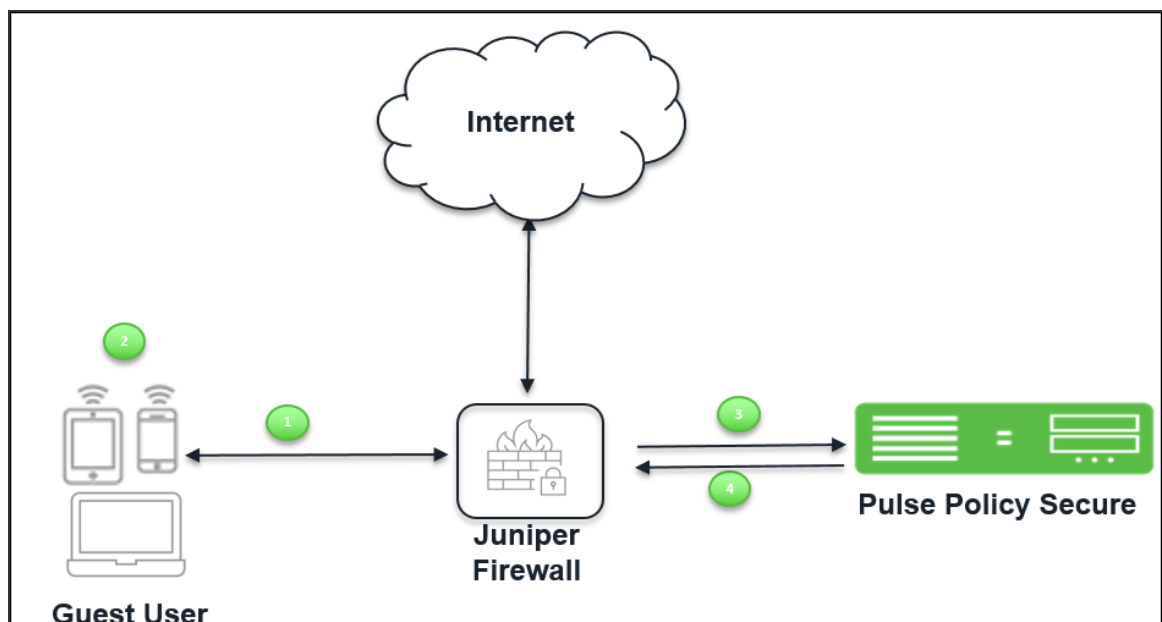 Internet
2
1
3
4
Pulse Policy Secure
Juniper
Firewall
Guest User